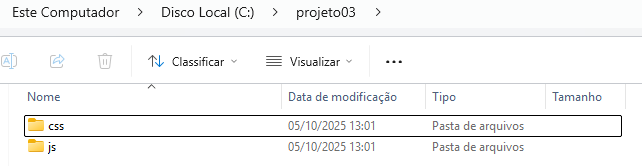 Este Computador > Disco Local (C:) > projeto03 >
Classificar Visualizar ...
Nome Data de modificação Tipo Tamanho
css 05/10/2025 13:01 Pasta de arquivos
js 05/10/2025 13:01 Pasta de arquivos